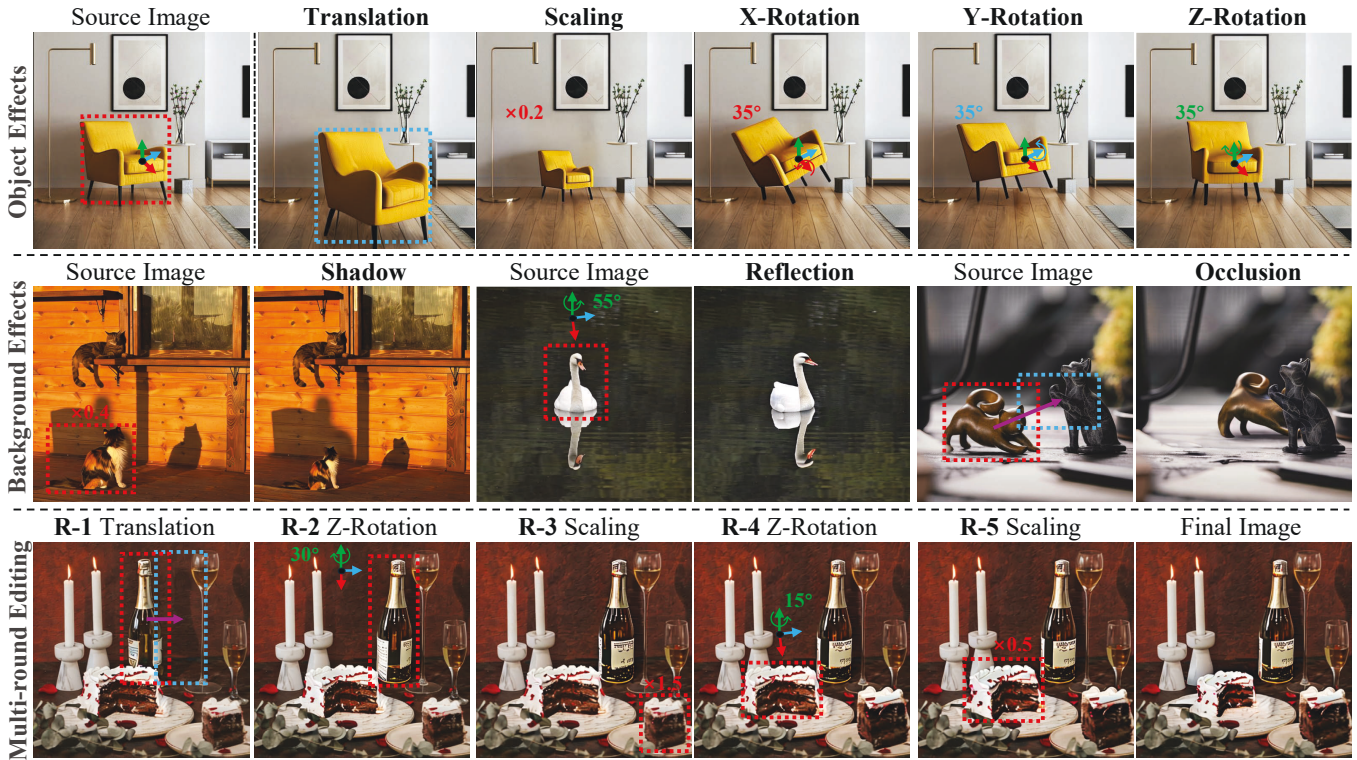 Source Image
Translation
Scaling
X-Rotation
Y-Rotation
Z-Rotation
Object Effects
×0.2
35°
35°
35°
Source Image
Shadow
Source Image
Reflection
Source Image
Occlusion
Background Effects
×0.4
55°
R-1 Translation
R-2 Z-Rotation
R-3 Scaling
R-4 Z-Rotation
R-5 Scaling
Final Image
Multi-round Editing
30°
×1.5
15°
×0.5